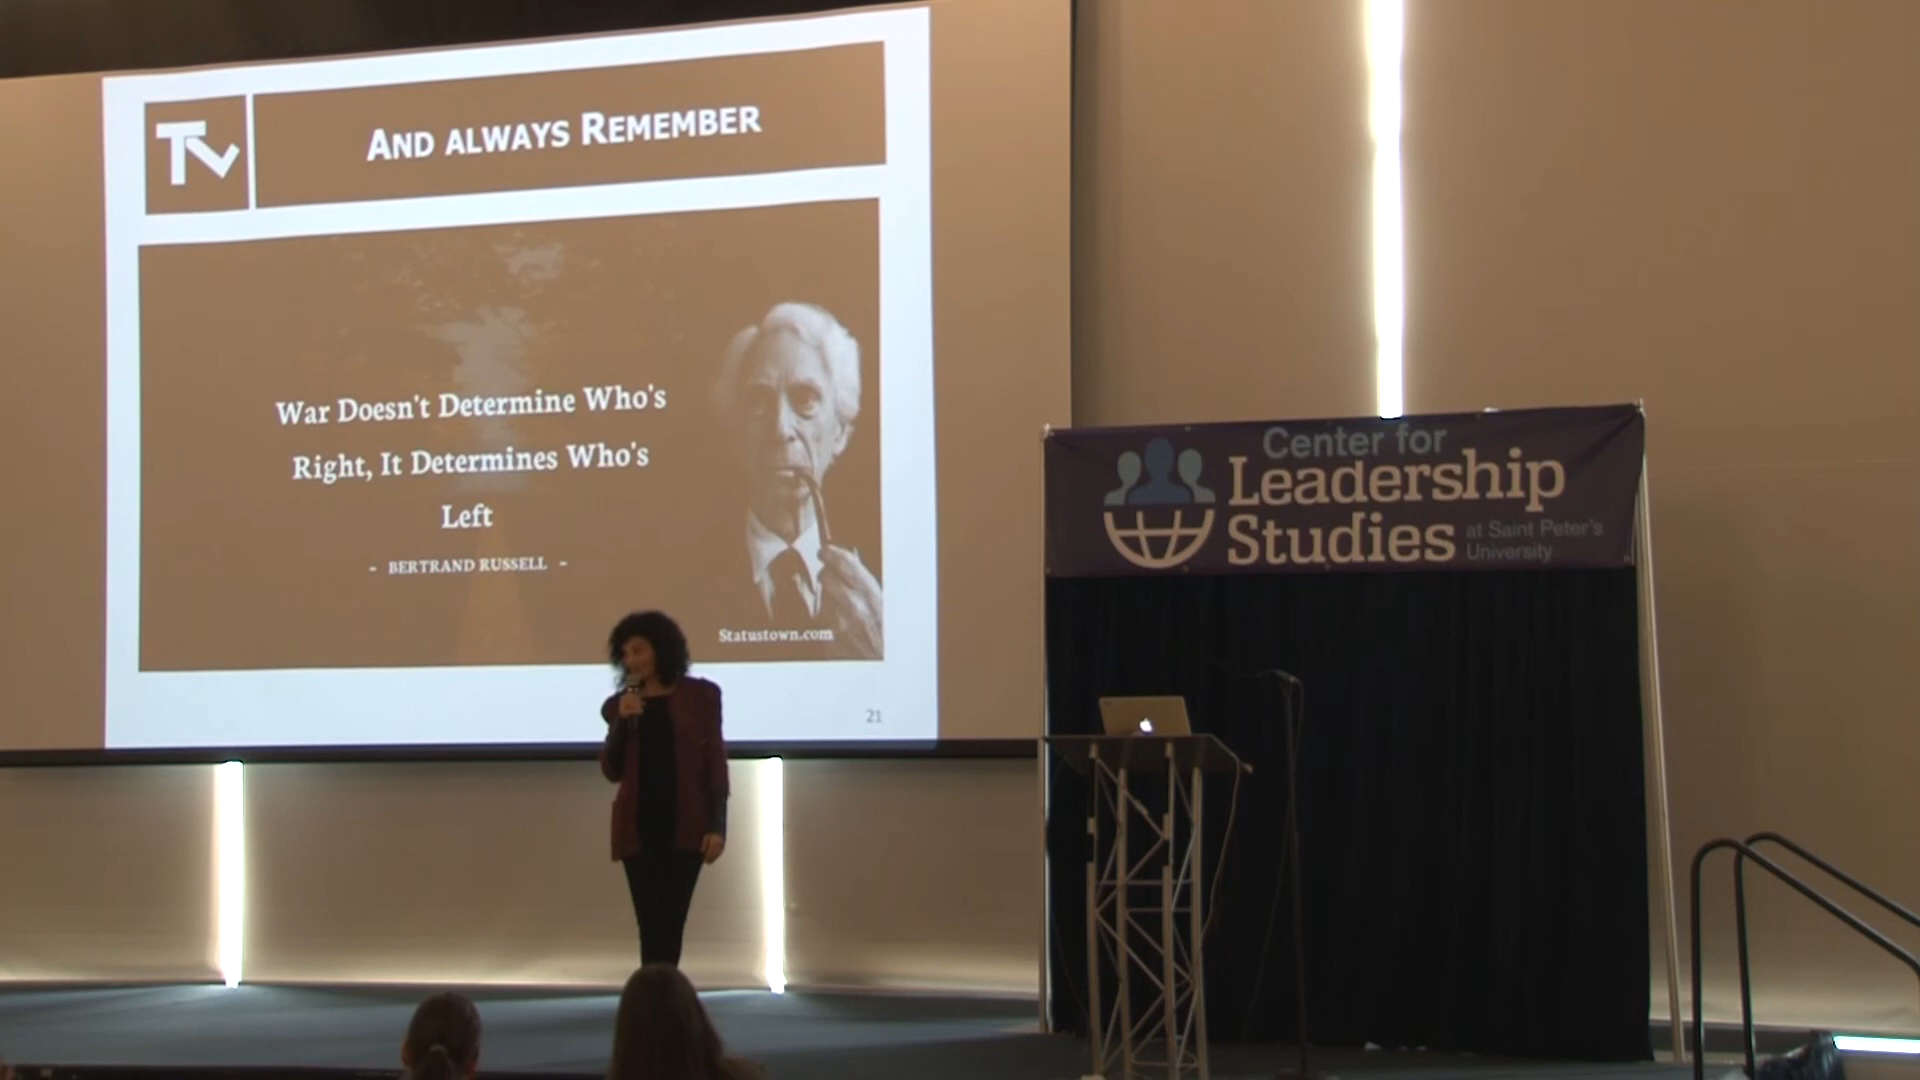 TV
AND ALWAYS REMEMBER
War Doesn't Determine Who's
Right, It Determines Who's
Left
- BERTRAND RUSSELL -
Statustown.com
21
Center for
Leadership
Studies
at Saint Peter's
University